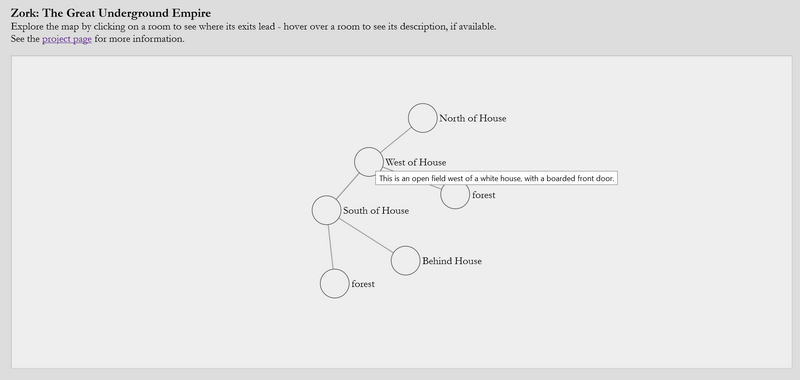 Zork: The Great Underground Empire
Explore the map by clicking on a room to see where its exits lead - hover over a room to see its description, if available.
See the project page for more information.
North of House
West of House
This is an open field west of a white house, with a boarded front door.
forest
South of House
Behind House
forest